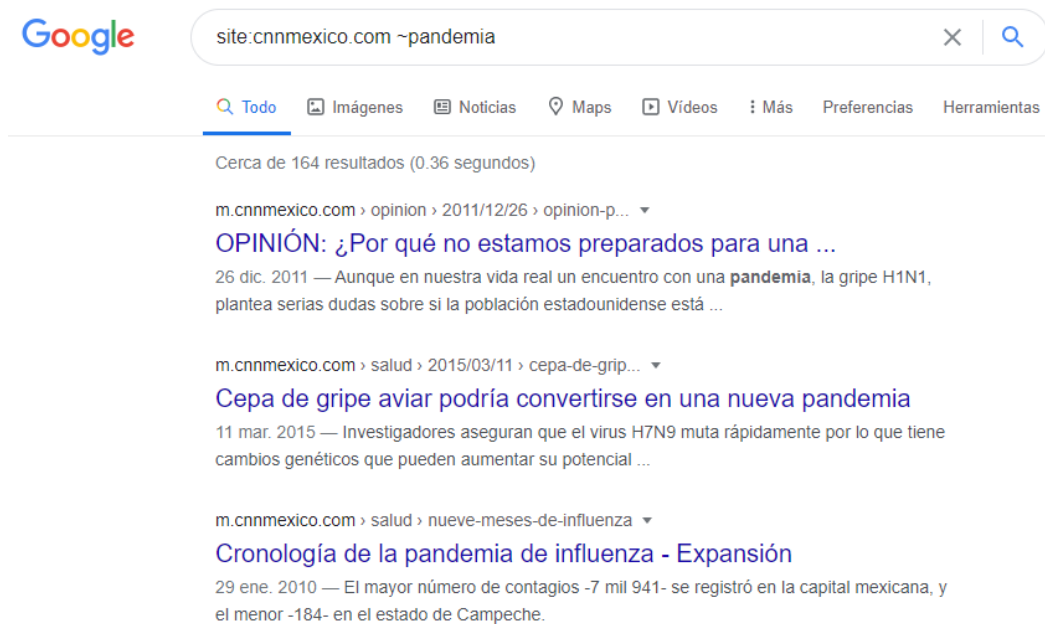 Google
site:cnnmexico.com ~pandemia
Todo Imágenes Noticias Maps Vídeos Más Preferencias Herramientas
Cerca de 164 resultados (0.36 segundos)
m.cnnmexico.com › opinion › 2011/12/26 › opinion-p...
OPINIÓN: ¿Por qué no estamos preparados para una ...
26 dic. 2011 — Aunque en nuestra vida real un encuentro con una pandemia, la gripe H1N1,
plantea serias dudas sobre si la población estadounidense está ...
m.cnnmexico.com › salud › 2015/03/11 › cepa-de-grip...
Cepa de gripe aviar podría convertirse en una nueva pandemia
11 mar. 2015 — Investigadores aseguran que el virus H7N9 muta rápidamente por lo que tiene
cambios genéticos que pueden aumentar su potencial ...
m.cnnmexico.com › salud › nueve-meses-de-influenza
Cronología de la pandemia de influenza - Expansión
29 ene. 2010 — El mayor número de contagios -7 mil 941- se registró en la capital mexicana, y
el menor -184- en el estado de Campeche.